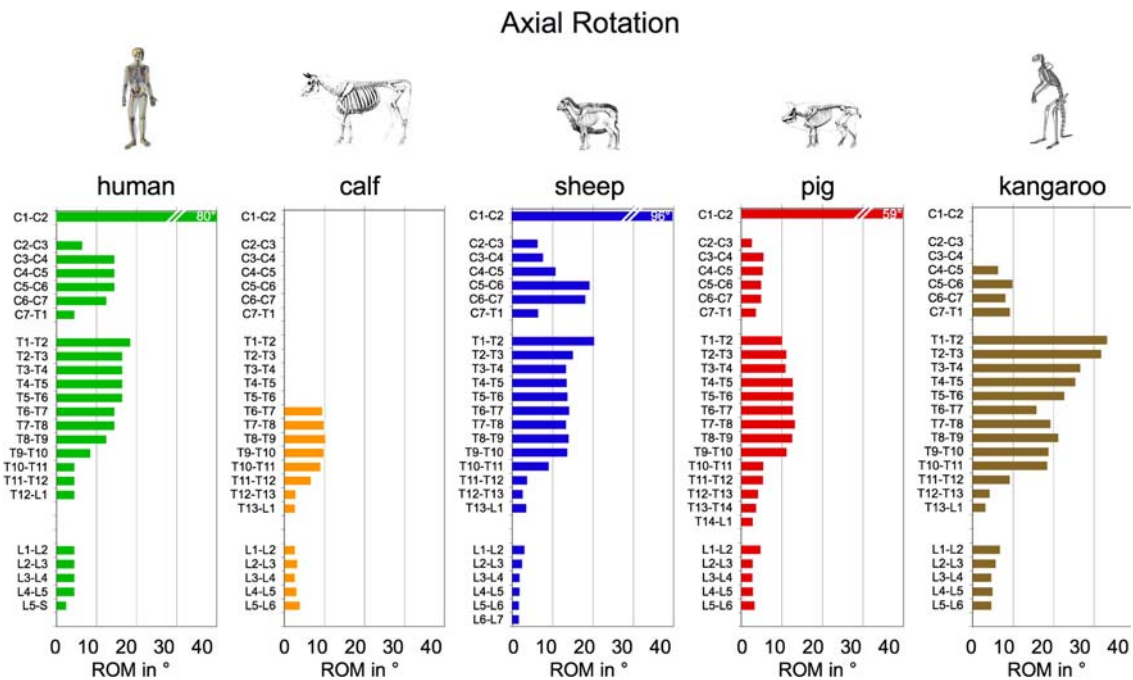 Axial Rotation
human
calf
sheep
pig
kangaroo
C1-C2
80°
C2-C3
C3-C4
C4-C5
C5-C6
C6-C7
C7-T1
T1-T2
T2-T3
T3-T4
T4-T5
T5-T6
T6-T7
T7-T8
T8-T9
T9-T10
T10-T11
T11-T12
T12-L1
L1-L2
L2-L3
L3-L4
L4-L5
L5-S
0 10 20 30 40
ROM in °
C1-C2
C2-C3
C3-C4
C4-C5
C5-C6
C6-C7
C7-T1
T1-T2
T2-T3
T3-T4
T4-T5
T5-T6
T6-T7
T7-T8
T8-T9
T9-T10
T10-T11
T11-T12
T12-T13
T13-L1
L1-L2
L2-L3
L3-L4
L4-L5
L5-L6
0 10 20 30 40
ROM in °
C1-C2
96°
C2-C3
C3-C4
C4-C5
C5-C6
C6-C7
C7-T1
T1-T2
T2-T3
T3-T4
T4-T5
T5-T6
T6-T7
T7-T8
T8-T9
T9-T10
T10-T11
T11-T12
T12-T13
T13-L1
L1-L2
L2-L3
L3-L4
L4-L5
L5-L6
L6-L7
0 10 20 30 40
ROM in °
C1-C2
59°
C2-C3
C3-C4
C4-C5
C5-C6
C6-C7
C7-T1
T1-T2
T2-T3
T3-T4
T4-T5
T5-T6
T6-T7
T7-T8
T8-T9
T9-T10
T10-T11
T11-T12
T12-T13
T13-T14
T14-L1
L1-L2
L2-L3
L3-L4
L4-L5
L5-L6
0 10 20 30 40
ROM in °
C1-C2
C2-C3
C3-C4
C4-C5
C5-C6
C6-C7
C7-T1
T1-T2
T2-T3
T3-T4
T4-T5
T5-T6
T6-T7
T7-T8
T8-T9
T9-T10
T10-T11
T11-T12
T12-T13
T13-L1
L1-L2
L2-L3
L3-L4
L4-L5
L5-L6
0 10 20 30 40
ROM in °